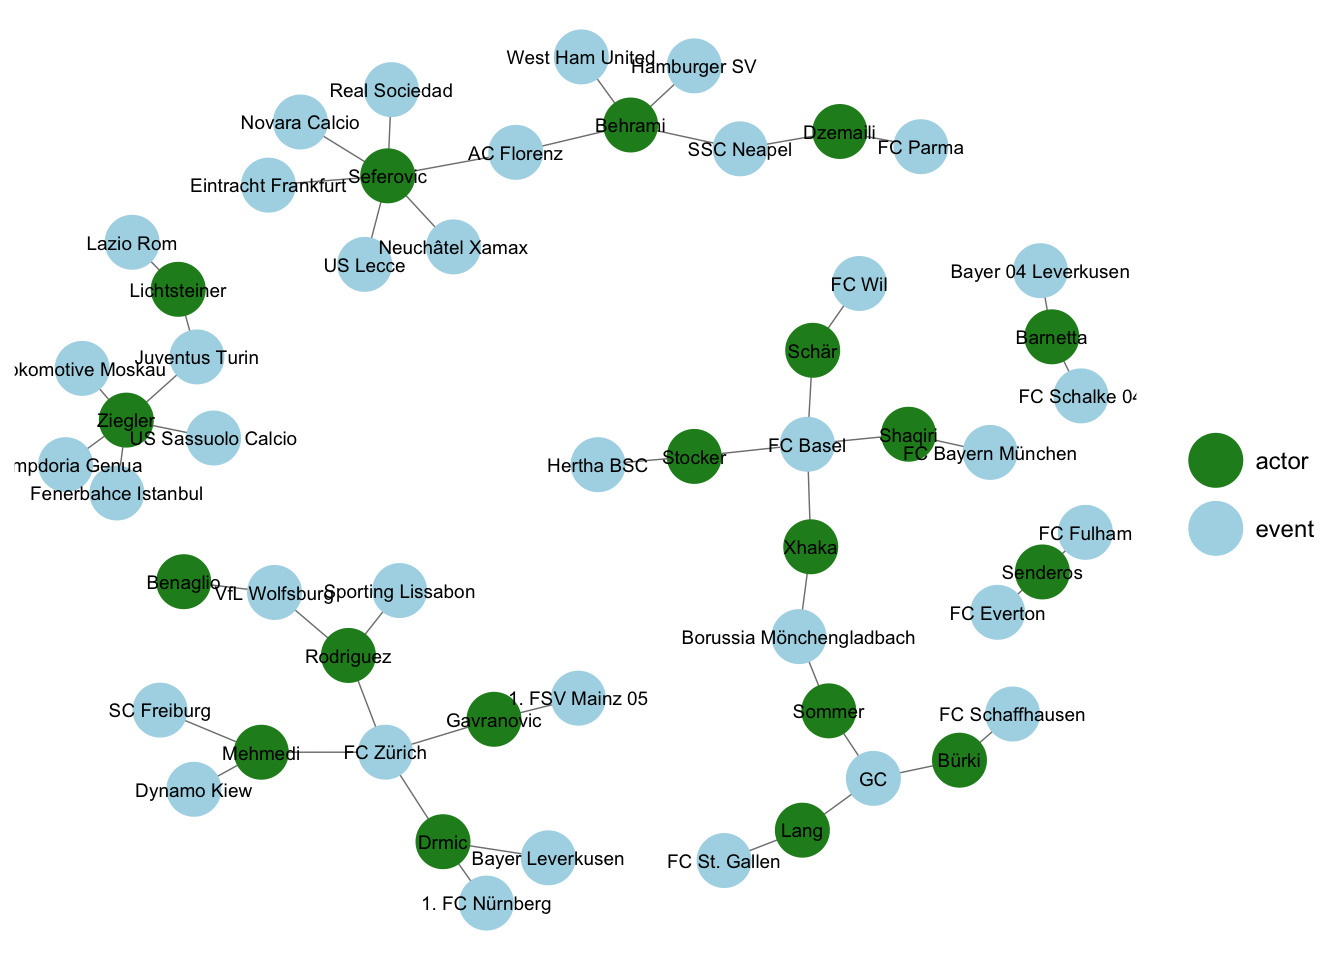 West Ham United
Hamburger SV
Real Sociedad
Novara Calcio
Behrami
Dzemaili
AC Florenz
SSC Neapel
FC Parma
Eintracht Frankfurt
Seferovic
Lazio Rom
Neuchâtel Xamax
US Lecce
Lichtsteiner
FC Wil
Bayer 04 Leverkusen
Barnetta
Schär
Juventus Turin
okomotive Moskau
FC Schalke 04
Ziegler
US Sassuolo Calcio
FC Basel
Shaqiri
FC Bayern München
Stocker
Hertha BSC
mpdoria Genua
Fenerbahce Istanbul
actor
event
FC Fulham
Xhaka
Senderos
FC Everton
Benaglio
VfL Wolfsburg
Sporting Lissabon
Borussia Mönchengladbach
Rodriguez
1. FSV Mainz 05
SC Freiburg
Gavranovic
Sommer
FC Schaffhausen
Mehmedi
FC Zürich
Bürki
GC
Dynamo Kiew
Lang
Drmic
Bayer Leverkusen
FC St. Gallen
1. FC Nürnberg